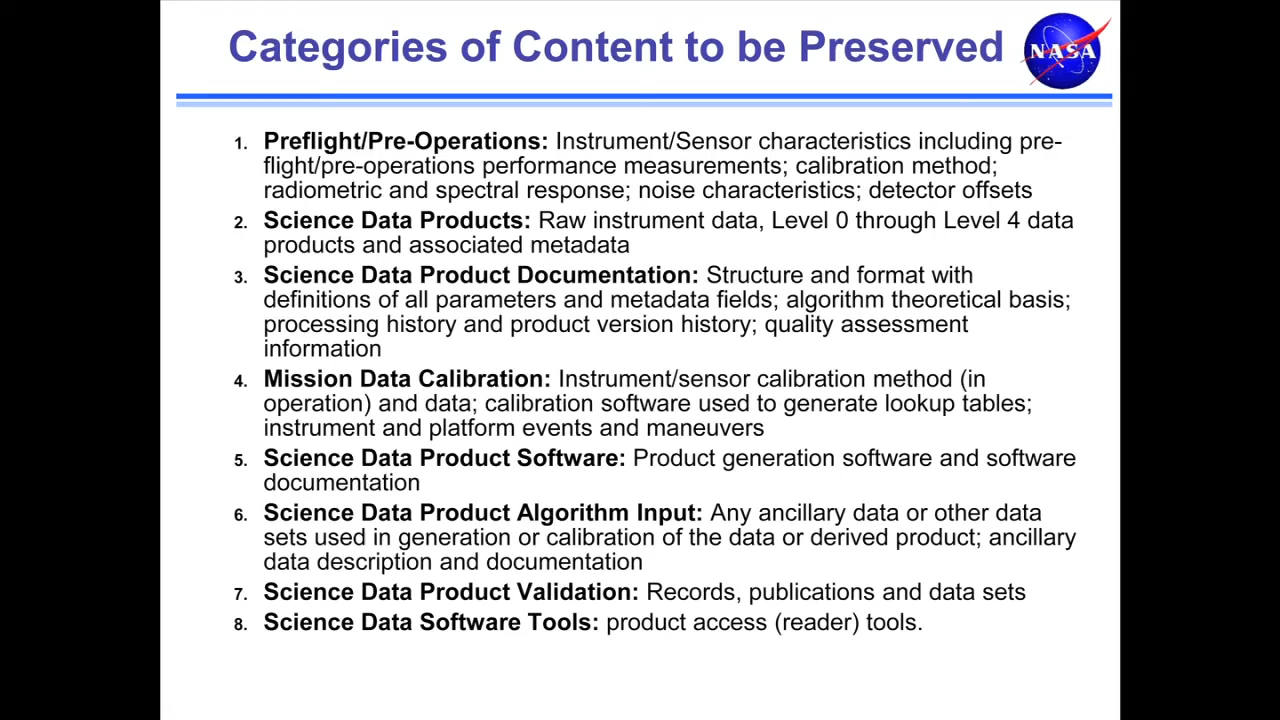 Categories of Content to be Preserved
NASA
1. Preflight/Pre-Operations: Instrument/Sensor characteristics including pre-
flight/pre-operations performance measurements; calibration method;
radiometric and spectral response; noise characteristics; detector offsets
2. Science Data Products: Raw instrument data, Level 0 through Level 4 data
products and associated metadata
3. Science Data Product Documentation: Structure and format with
definitions of all parameters and metadata fields; algorithm theoretical basis;
processing history and product version history; quality assessment
information
4. Mission Data Calibration: Instrument/sensor calibration method (in
operation) and data; calibration software used to generate lookup tables;
instrument and platform events and maneuvers
5. Science Data Product Software: Product generation software and software
documentation
6. Science Data Product Algorithm Input: Any ancillary data or other data
sets used in generation or calibration of the data or derived product; ancillary
data description and documentation
7. Science Data Product Validation: Records, publications and data sets
8. Science Data Software Tools: product access (reader) tools.